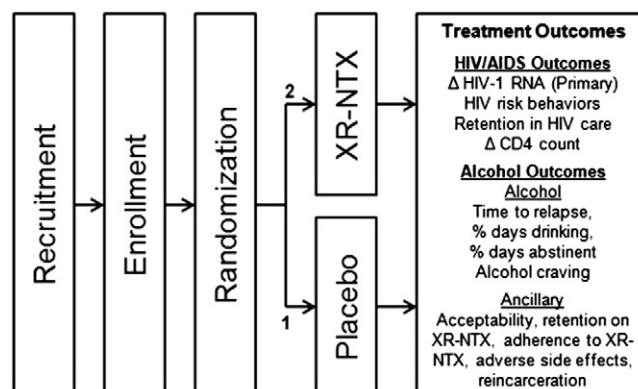 Recruitment
Enrollment
Randomization
2
XR-NTX
1
Placebo
Treatment Outcomes
HIV/AIDS Outcomes
Δ HIV-1 RNA (Primary)
HIV risk behaviors
Retention in HIV care
Δ CD4 count
Alcohol Outcomes
Alcohol
Time to relapse,
% days drinking,
% days abstinent
Alcohol craving
Ancillary
Acceptability, retention on
XR-NTX, adherence to XR-
NTX, adverse side effects,
reincarceration